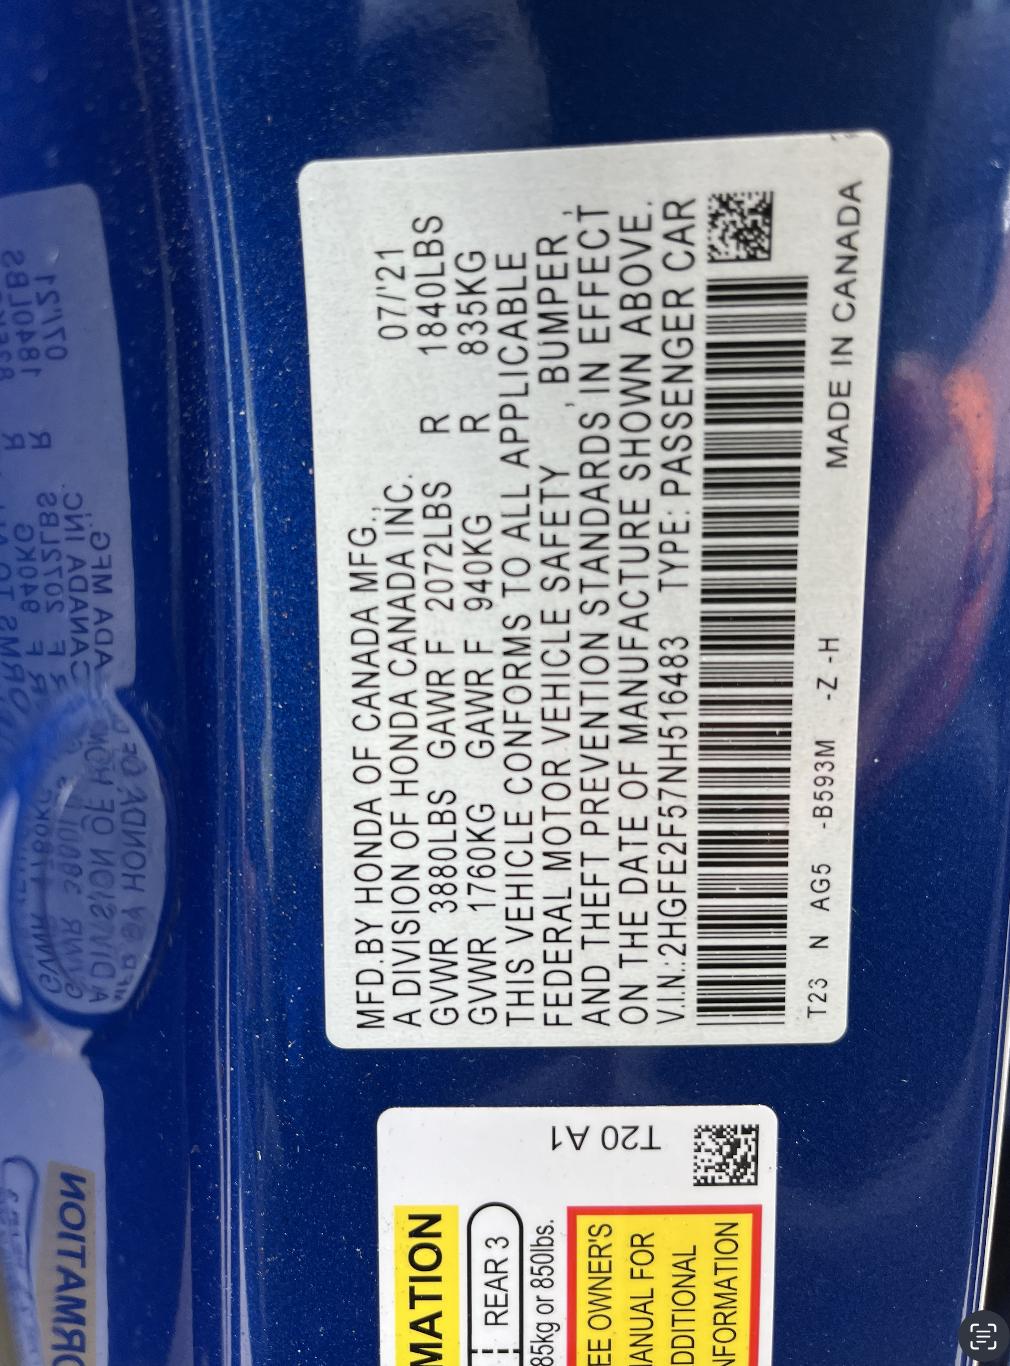 MFD.BY HONDA OF CANADA MFG.,
A DIVISION OF HONDA CANADA INC. 07/'21
GVWR 3880LBS GAWR F 2072LBS R 1840LBS
GVWR 1760KG GAWR F 940KG R 835KG
THIS VEHICLE CONFORMS TO ALL APPLICABLE
FEDERAL MOTOR VEHICLE SAFETY , BUMPER,
AND THEFT PREVENTION STANDARDS IN EFFECT
ON THE DATE OF MANUFACTURE SHOWN ABOVE.
V.I.N.:2HGFE2F57NH516483 TYPE: PASSENGER CAR
T23 N AG5 -B593M -Z -H MADE IN CANADA
T20 A1
MATION
REAR 3
85kg or 850lbs.
EE OWNER'S
ANUAL FOR
DDITIONAL
NFORMATION